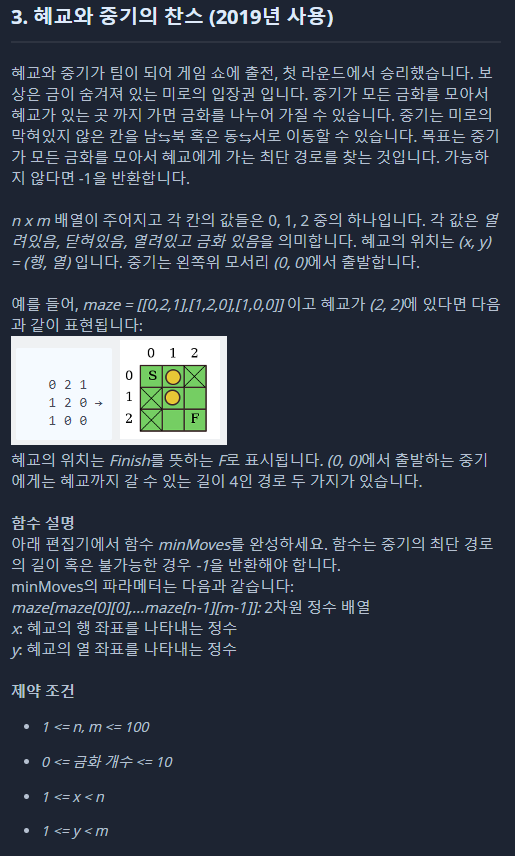 3. 혜교와 중기의 찬스 (2019년 사용)
혜교와 중기가 팀이 되어 게임 쇼에 출전, 첫 라운드에서 승리했습니다. 보
상은 금이 숨겨져 있는 미로의 입장권 입니다. 중기가 모든 금화를 모아서
혜교가 있는 곳 까지 가면 금화를 나누어 가질 수 있습니다. 중기는 미로의
막혀있지 않은 칸을 남⇆북 혹은 동⇆서로 이동할 수 있습니다. 목표는 중기
가 모든 금화를 모아서 혜교에게 가는 최단 경로를 찾는 것입니다. 가능하
지 않다면 -1을 반환합니다.
n x m 배열이 주어지고 각 칸의 값들은 0, 1, 2 중의 하나입니다. 각 값은 열
려있음, 닫혀있음, 열려있고 금화 있음을 의미합니다. 혜교의 위치는 (x, y)
= (행, 열) 입니다. 중기는 왼쪽위 모서리 (0, 0)에서 출발합니다.
예를 들어, maze = [[0,2,1],[1,2,0],[1,0,0]] 이고 혜교가 (2, 2)에 있다면 다음
과 같이 표현됩니다:
0 1 2
0 2 1 0 S
1 2 0 → 1
1 0 0 2 F
혜교의 위치는 Finish를 뜻하는 F로 표시됩니다. (0, 0)에서 출발하는 중기
에게는 혜교까지 갈 수 있는 길이 4인 경로 두 가지가 있습니다.
함수 설명
아래 편집기에서 함수 minMoves를 완성하세요. 함수는 중기의 최단 경로
의 길이 혹은 불가능한 경우 -1을 반환해야 합니다.
minMoves의 파라메터는 다음과 같습니다:
maze[maze[0][0],...maze[n-1][m-1]]: 2차원 정수 배열
x: 혜교의 행 좌표를 나타내는 정수
y: 혜교의 열 좌표를 나타내는 정수
제약 조건
• 1 <= n, m <= 100
• 0 <= 금화 개수 <= 10
• 1 <= x < n
• 1 <= y < m